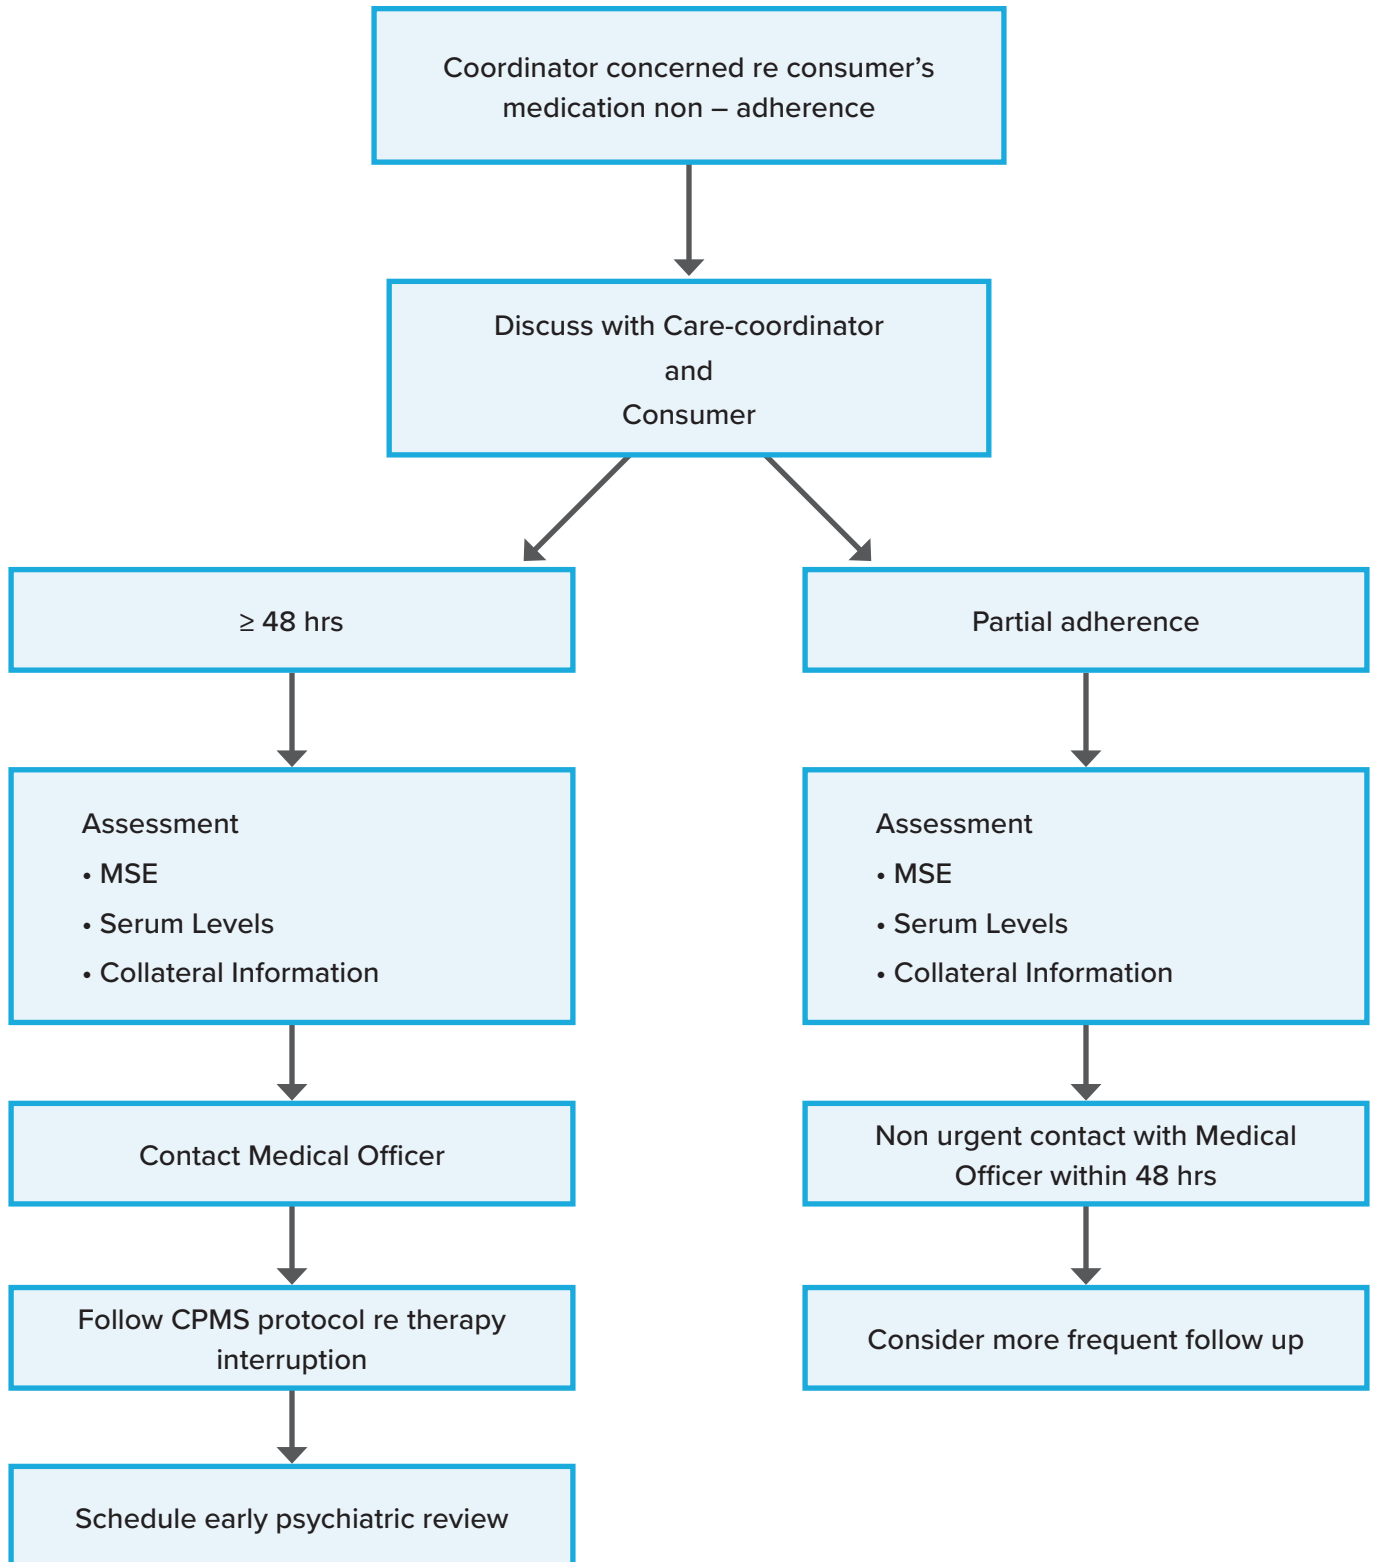 Coordinator concerned re consumer’s
medication non – adherence
Discuss with Care-coordinator
and
Consumer
≥ 48 hrs
Assessment
• MSE
• Serum Levels
• Collateral Information
Contact Medical Officer
Follow CPMS protocol re therapy
interruption
Schedule early psychiatric review
Partial adherence
Assessment
• MSE
• Serum Levels
• Collateral Information
Non urgent contact with Medical
Officer within 48 hrs
Consider more frequent follow up